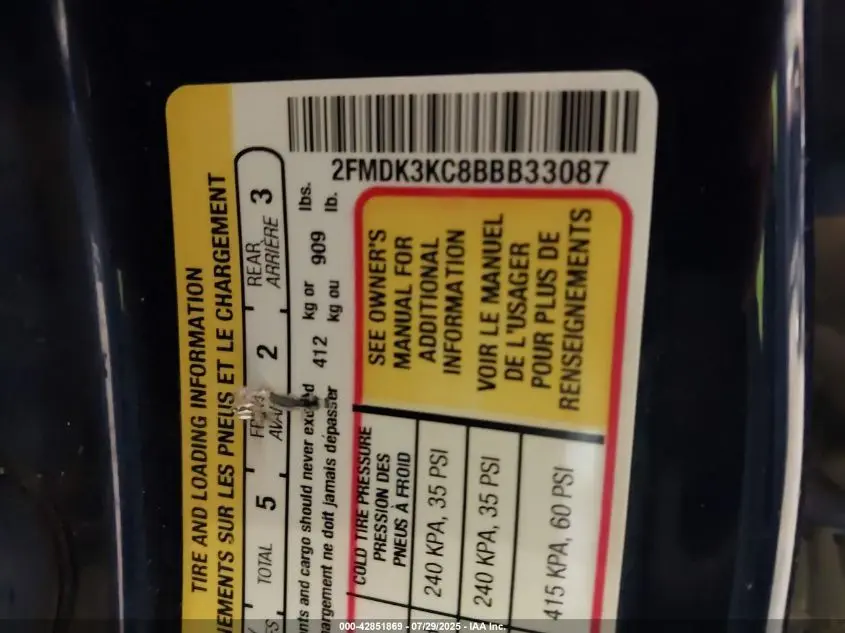 2FMDK3KC8BBB33087
TIRE AND LOADING INFORMATION
EMENTS SUR LES PNEUS ET LE CHARGEMENT
TOTAL 5 2 REAR 3
ARRIÈRE
nts and cargo should never exceed 412 kg or 909 lbs.
argement ne doit jamais dépasser kg ou lb.
COLD TIRE PRESSURE
PRESSION DES
PNEUS À FROID
240 KPA, 35 PSI
240 KPA, 35 PSI
415 KPA, 60 PSI
SEE OWNER'S
MANUAL FOR
ADDITIONAL
INFORMATION
VOIR LE MANUEL
DE L'USAGER
POUR PLUS DE
RENSEIGNEMENTS
000-42851869 - 07/29/2025 - IAA Inc.